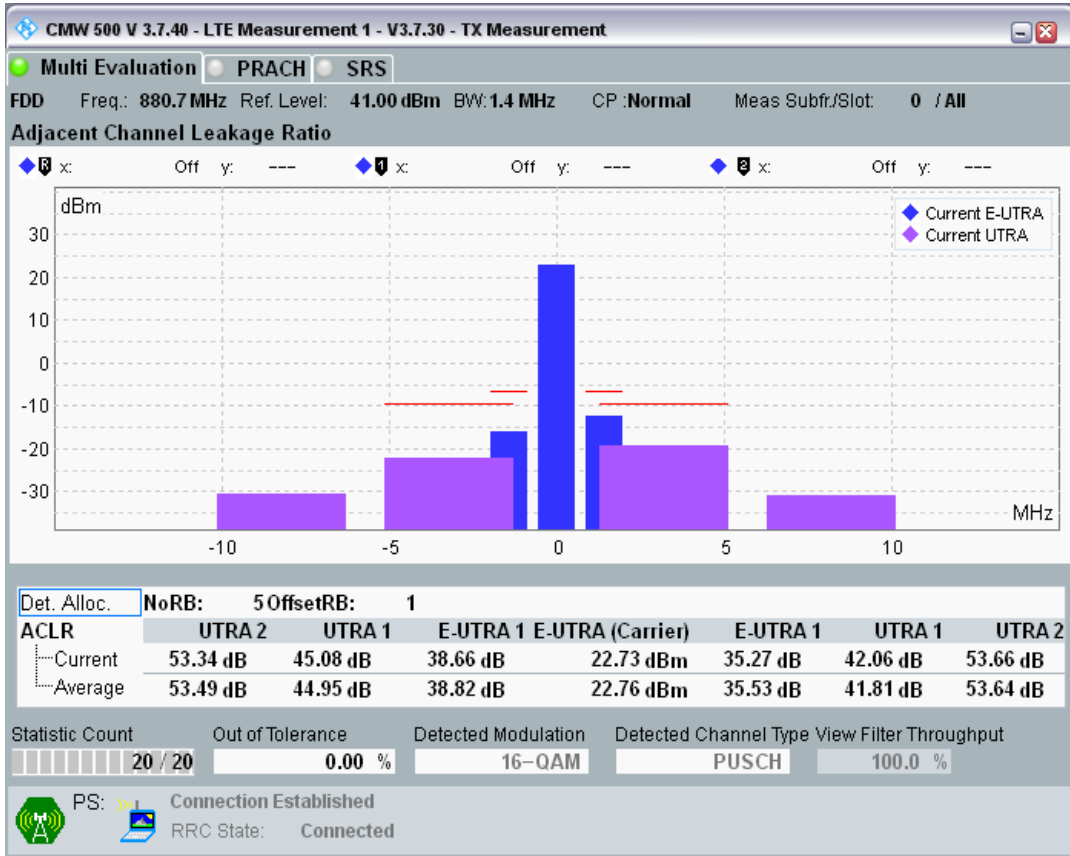 CMW 500 V 3.7.40 - LTE Measurement 1 - V3.7.30 - TX Measurement
Multi Evaluation PRACH SRS
FDD Freq.: 880.7 MHz Ref. Level: 41.00 dBm BW: 1.4 MHz CP :Normal Meas Subfr./Slot: 0 / All
Adjacent Channel Leakage Ratio
R x: Off y: --- 1 x: Off y: --- 2 x: Off y: ---
dBm
Current E-UTRA
Current UTRA
30
20
10
0
-10
-20
-30
MHz
-10 -5 0 5 10
Det. Alloc. NoRB: 5 OffsetRB: 1
ACLR UTRA 2 UTRA 1 E-UTRA 1 E-UTRA (Carrier) E-UTRA 1 UTRA 1 UTRA 2
Current 53.34 dB 45.08 dB 38.66 dB 22.73 dBm 35.27 dB 42.06 dB 53.66 dB
Average 53.49 dB 44.95 dB 38.82 dB 22.76 dBm 35.53 dB 41.81 dB 53.64 dB
Statistic Count Out of Tolerance Detected Modulation Detected Channel Type View Filter Throughput
20 / 20 0.00 % 16-QAM PUSCH 100.0 %
PS: Connection Established
RRC State: Connected